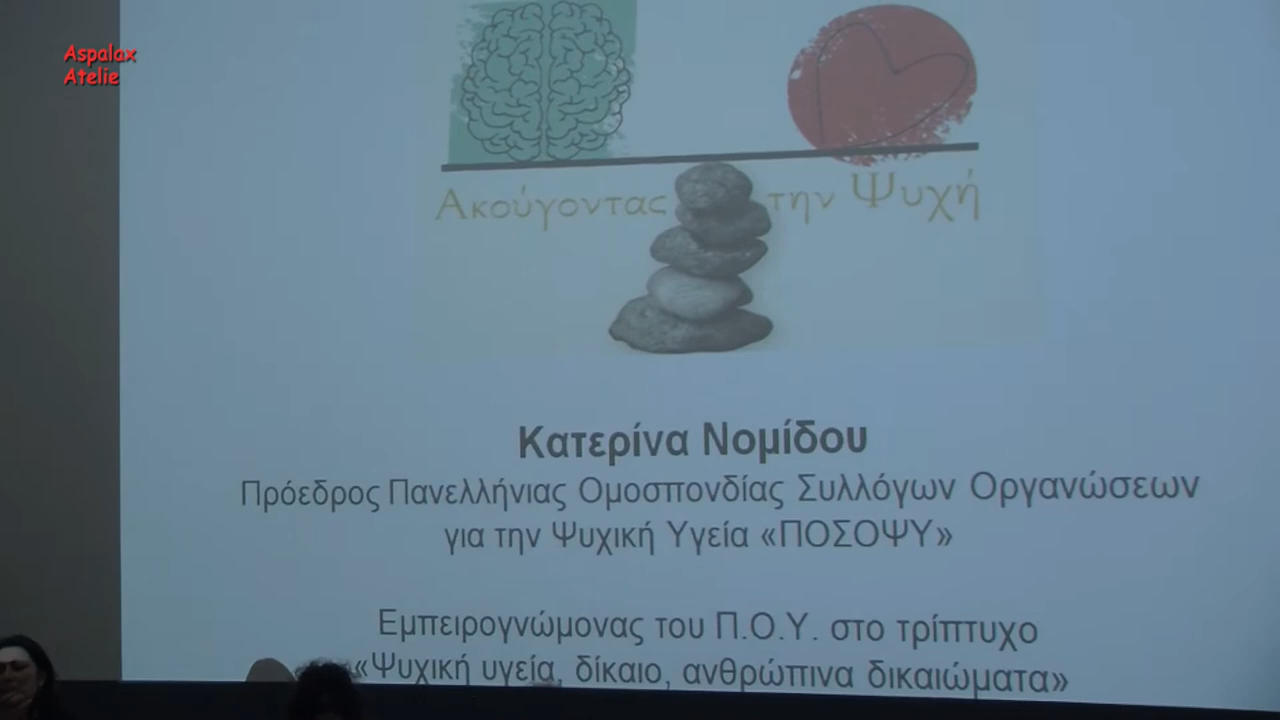 Aspalax
Atelie
Ακούγοντας την Ψυχή
Κατερίνα Νομίδου
Πρόεδρος Πανελλήνιας Ομοσπονδίας Συλλόγων Οργανώσεων
για την Ψυχική Υγεία «ΠΟΣΟΨΥ»
Εμπειρογνώμονας του Π.Ο.Υ. στο τρίπτυχο
«Ψυχική υγεία, δίκαιο, ανθρώπινα δικαιώματα»